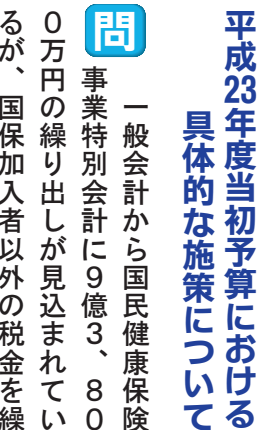 平成23年度当初予算における
具体的な施策について
問 一般会計から国民健康保険
事業特別会計に9億3、80
0万円の繰り出しが見込まれてい
るが、国保加入者以外の税金を繰